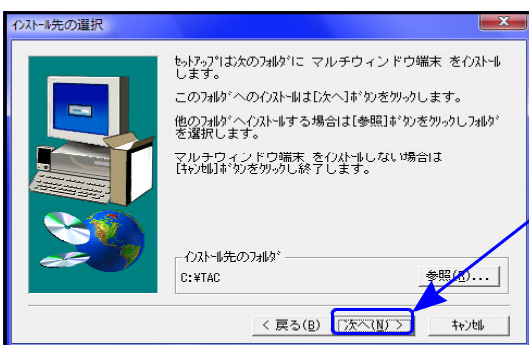 インストール先の選択
セットアップは次のフォルダに マルチウィンドウ端末 をインストール
します。
このフォルダへのインストールは[次へ]ボタンをクリックします。
他のフォルダへインストールする場合は[参照]ボタンをクリックしフォルダ
を選択します。
マルチウィンドウ端末 をインストールしない場合は
[キャンセル]ボタンをクリックし終了します。
インストール先のフォルダ
C:¥TAC
参照(R)...
< 戻る(B)
次へ(N) >
キャンセル